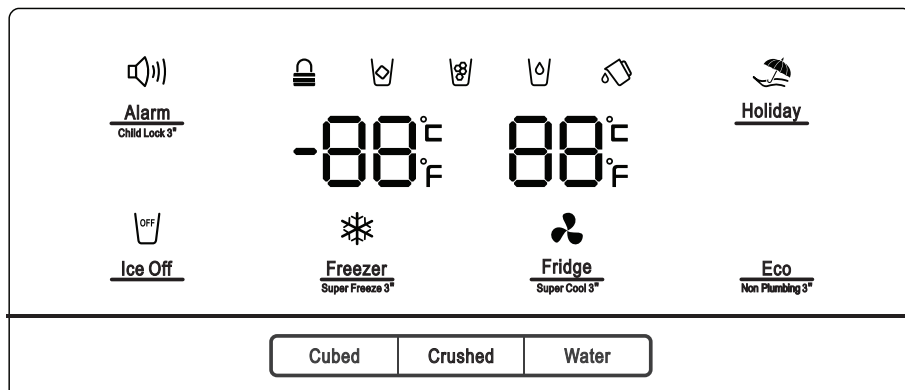 Alarm
Child Lock 3"
Holiday
-88 °C °F
88 °C °F
OFF
Ice Off
Freezer
Super Freeze 3"
Fridge
Super Cool 3"
Eco
Non Plumbing 3"
Cubed
Crushed
Water